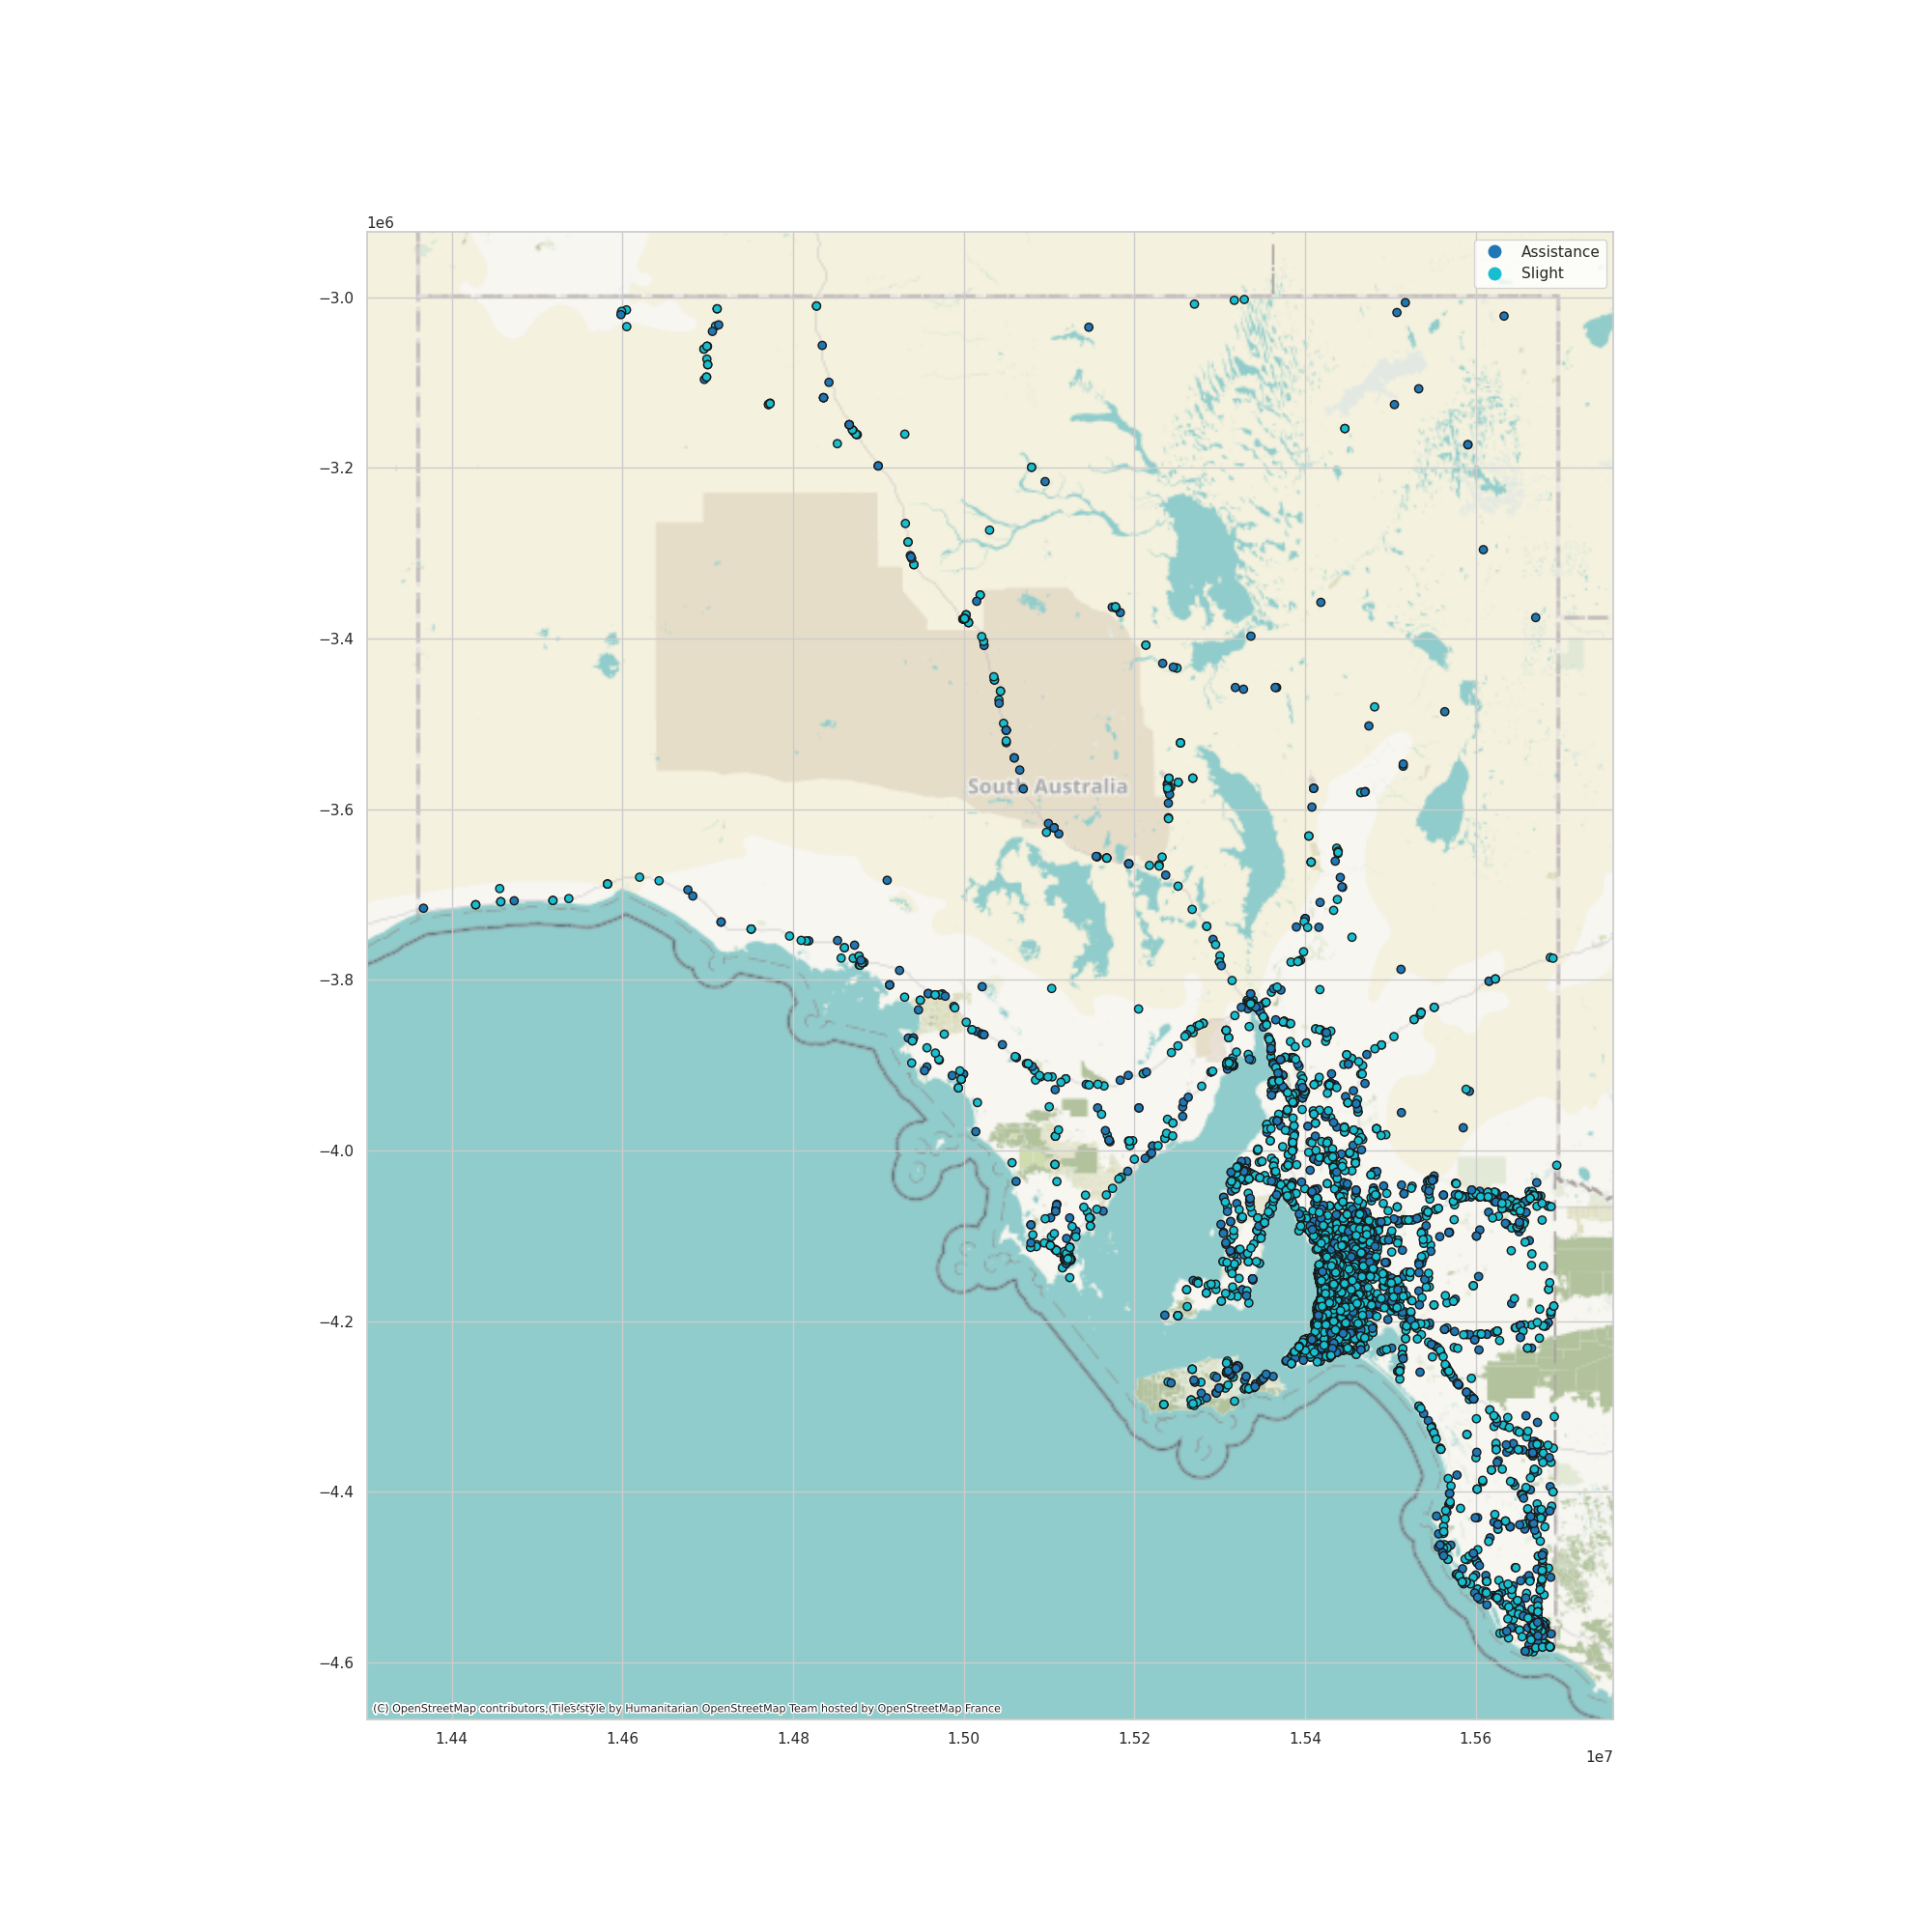 1e6
Assistance
Slight
−3.0
−3.2
−3.4
−3.6
−3.8
−4.0
−4.2
−4.4
−4.6
South Australia
(C) OpenStreetMap contributors, Tiles style by Humanitarian OpenStreetMap Team hosted by OpenStreetMap France
1.44 1.46 1.48 1.50 1.52 1.54 1.56
1e7